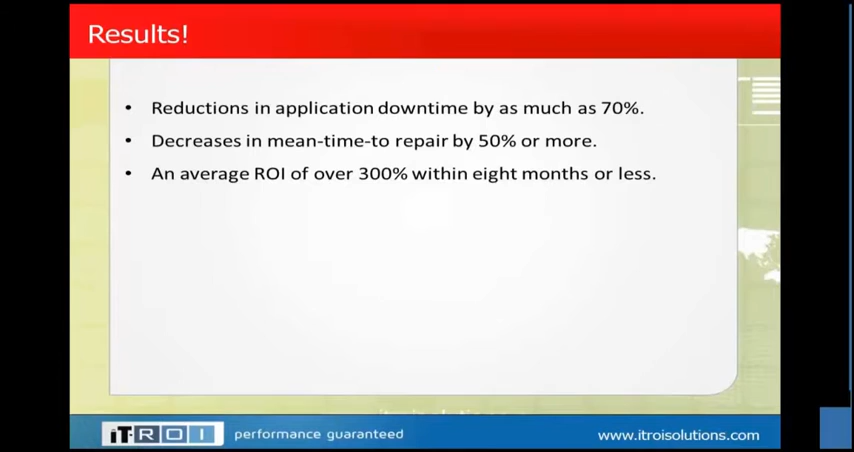 Results!
• Reductions in application downtime by as much as 70%.
• Decreases in mean-time-to repair by 50% or more.
• An average ROI of over 300% within eight months or less.
iT-ROI performance guaranteed www.itroisolutions.com